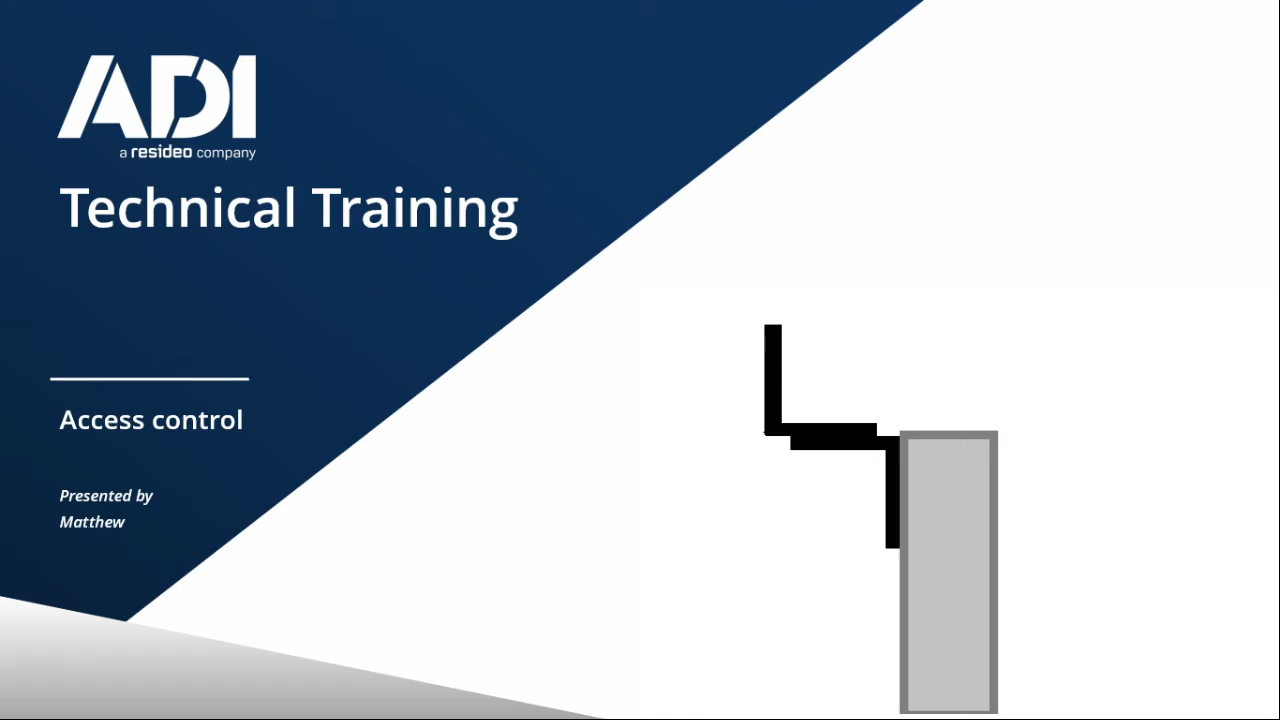 ADI
a resideo company
Technical Training
Access control
Presented by
Matthew